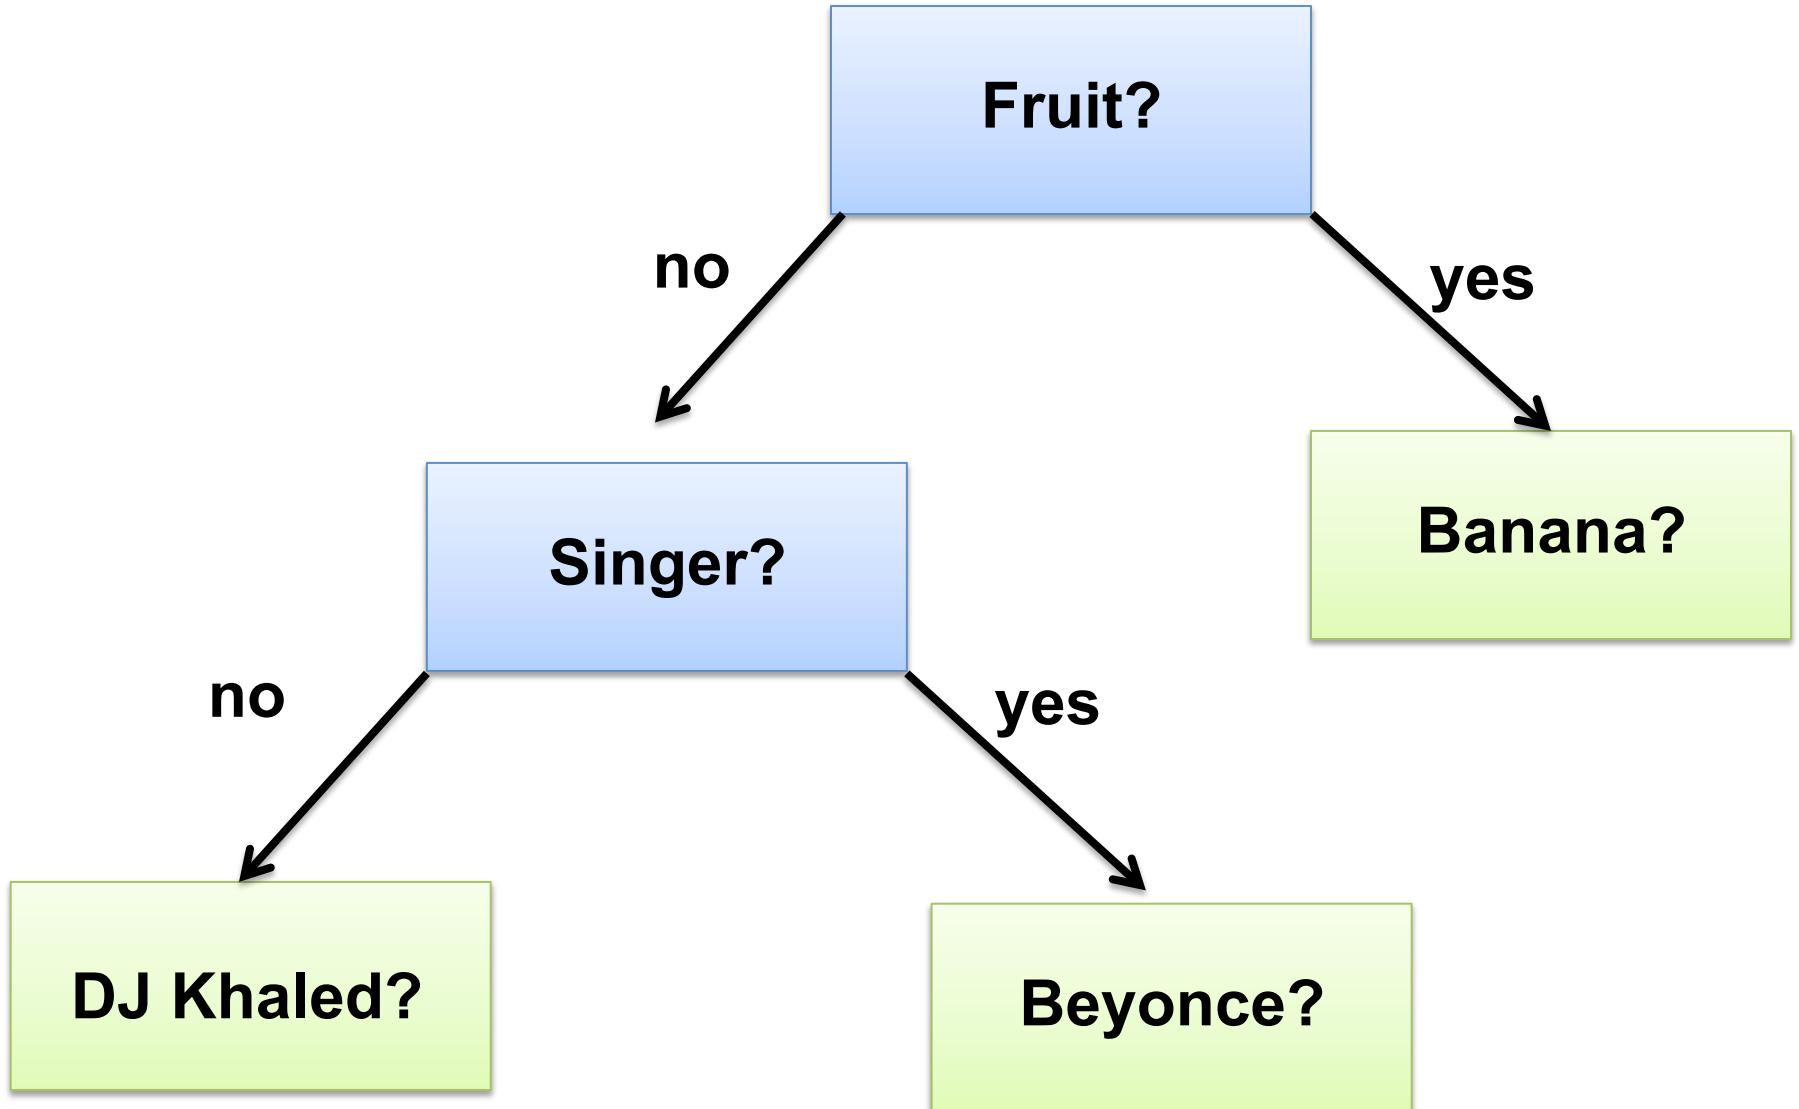 Fruit?
no
yes
Singer?
Banana?
no
yes
DJ Khaled?
Beyonce?